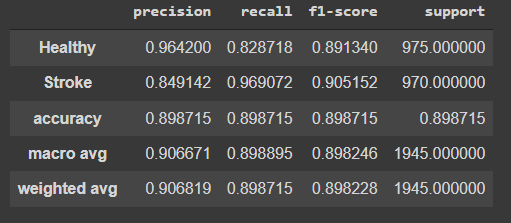 precision recall f1-score support
Healthy 0.964200 0.828718 0.891340 975.000000
Stroke 0.849142 0.969072 0.905152 970.000000
accuracy 0.898715 0.898715 0.898715 0.898715
macro avg 0.906671 0.898895 0.898246 1945.000000
weighted avg 0.906819 0.898715 0.898228 1945.000000